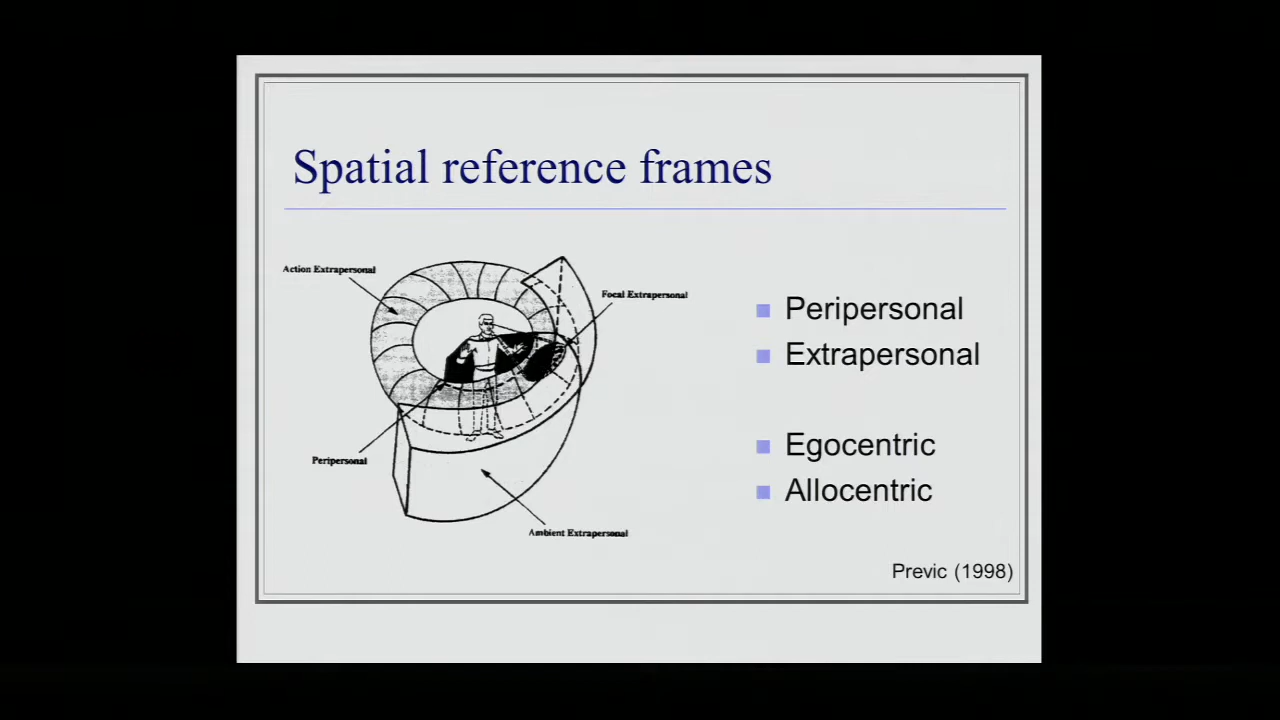 Spatial reference frames
Action Extrapersonal
Focal Extrapersonal
Peripersonal
Ambient Extrapersonal
Peripersonal
Extrapersonal
Egocentric
Allocentric
Previc (1998)